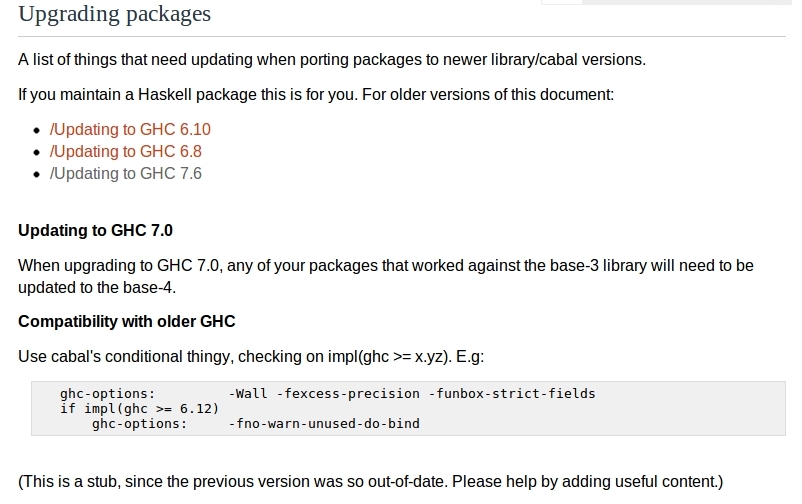 Upgrading packages
A list of things that need updating when porting packages to newer library/cabal versions.
If you maintain a Haskell package this is for you. For older versions of this document:
• /Updating to GHC 6.10
• /Updating to GHC 6.8
• /Updating to GHC 7.6
Updating to GHC 7.0
When upgrading to GHC 7.0, any of your packages that worked against the base-3 library will need to be
updated to the base-4.
Compatibility with older GHC
Use cabal's conditional thingy, checking on impl(ghc >= x.yz). E.g:
ghc-options:         -Wall -fexcess-precision -funbox-strict-fields
if impl(ghc >= 6.12)
    ghc-options:     -fno-warn-unused-do-bind
(This is a stub, since the previous version was so out-of-date. Please help by adding useful content.)